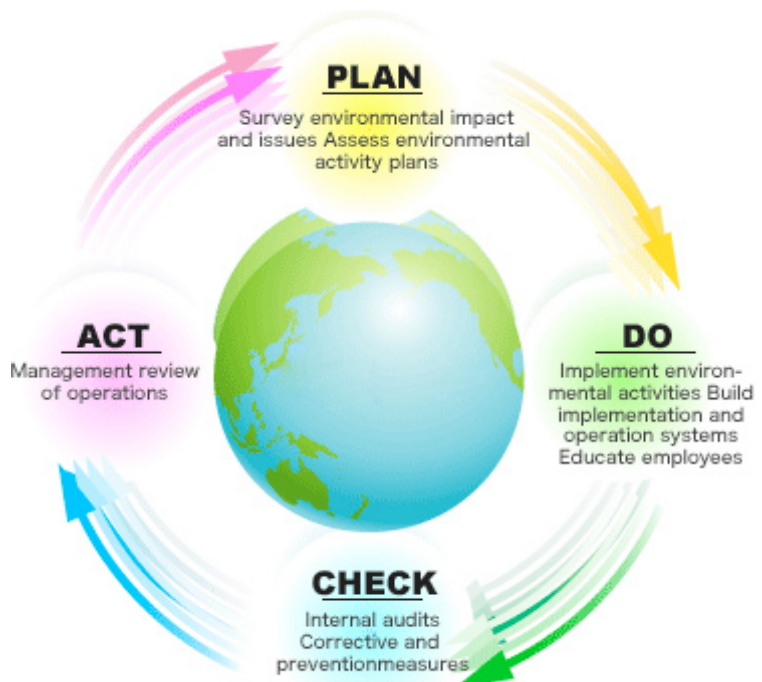 PLAN
Survey environmental impact
and issues Assess environmental
activity plans
ACT
Management review
of operations
DO
Implement environ-
mental activities Build
implementation and
operation systems
Educate employees
CHECK
Internal audits
Corrective and
preventionmeasures